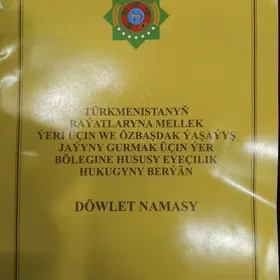 TÜRKMENISTANYŇ
RAÝATLARYNA MELLEK
ÝERI ÜÇIN WE ÖZBAŞDAK ÝAŞAÝYŞ
JAÝYNY GURMAK ÜÇIN ÝER
BÖLEGINE HUSUSY EÝEÇILIK
HUKUGYNY BERÝÄN
DÖWLET NAMASY